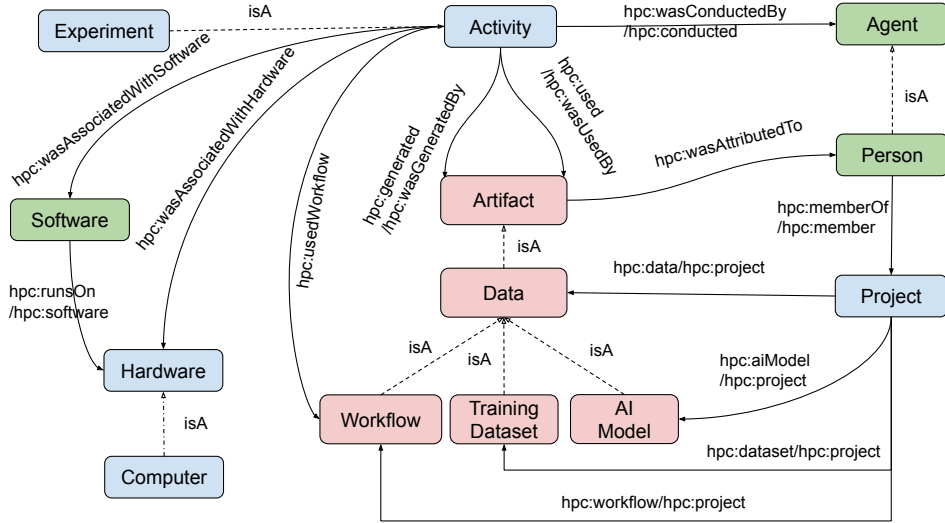 Experiment
isA
Activity
hpc:wasConductedBy
/hpc:conducted
Agent
hpc:wasAssociatedWithSoftware
hpc:wasAssociatedWithHardware
hpc:usedWorkflow
hpc:generated
/hpc:wasGeneratedBy
hpc:used
/hpc:wasUsedBy
isA
hpc:wasAttributedTo
Person
Artifact
Software
hpc:memberOf
/hpc:member
isA
hpc:data/hpc:project
Data
Project
hpc:runsOn
/hpc:software
isA
isA
isA
hpc:aiModel
/hpc:project
Hardware
Workflow
Training
Dataset
AI
Model
isA
hpc:dataset/hpc:project
Computer
hpc:workflow/hpc:project